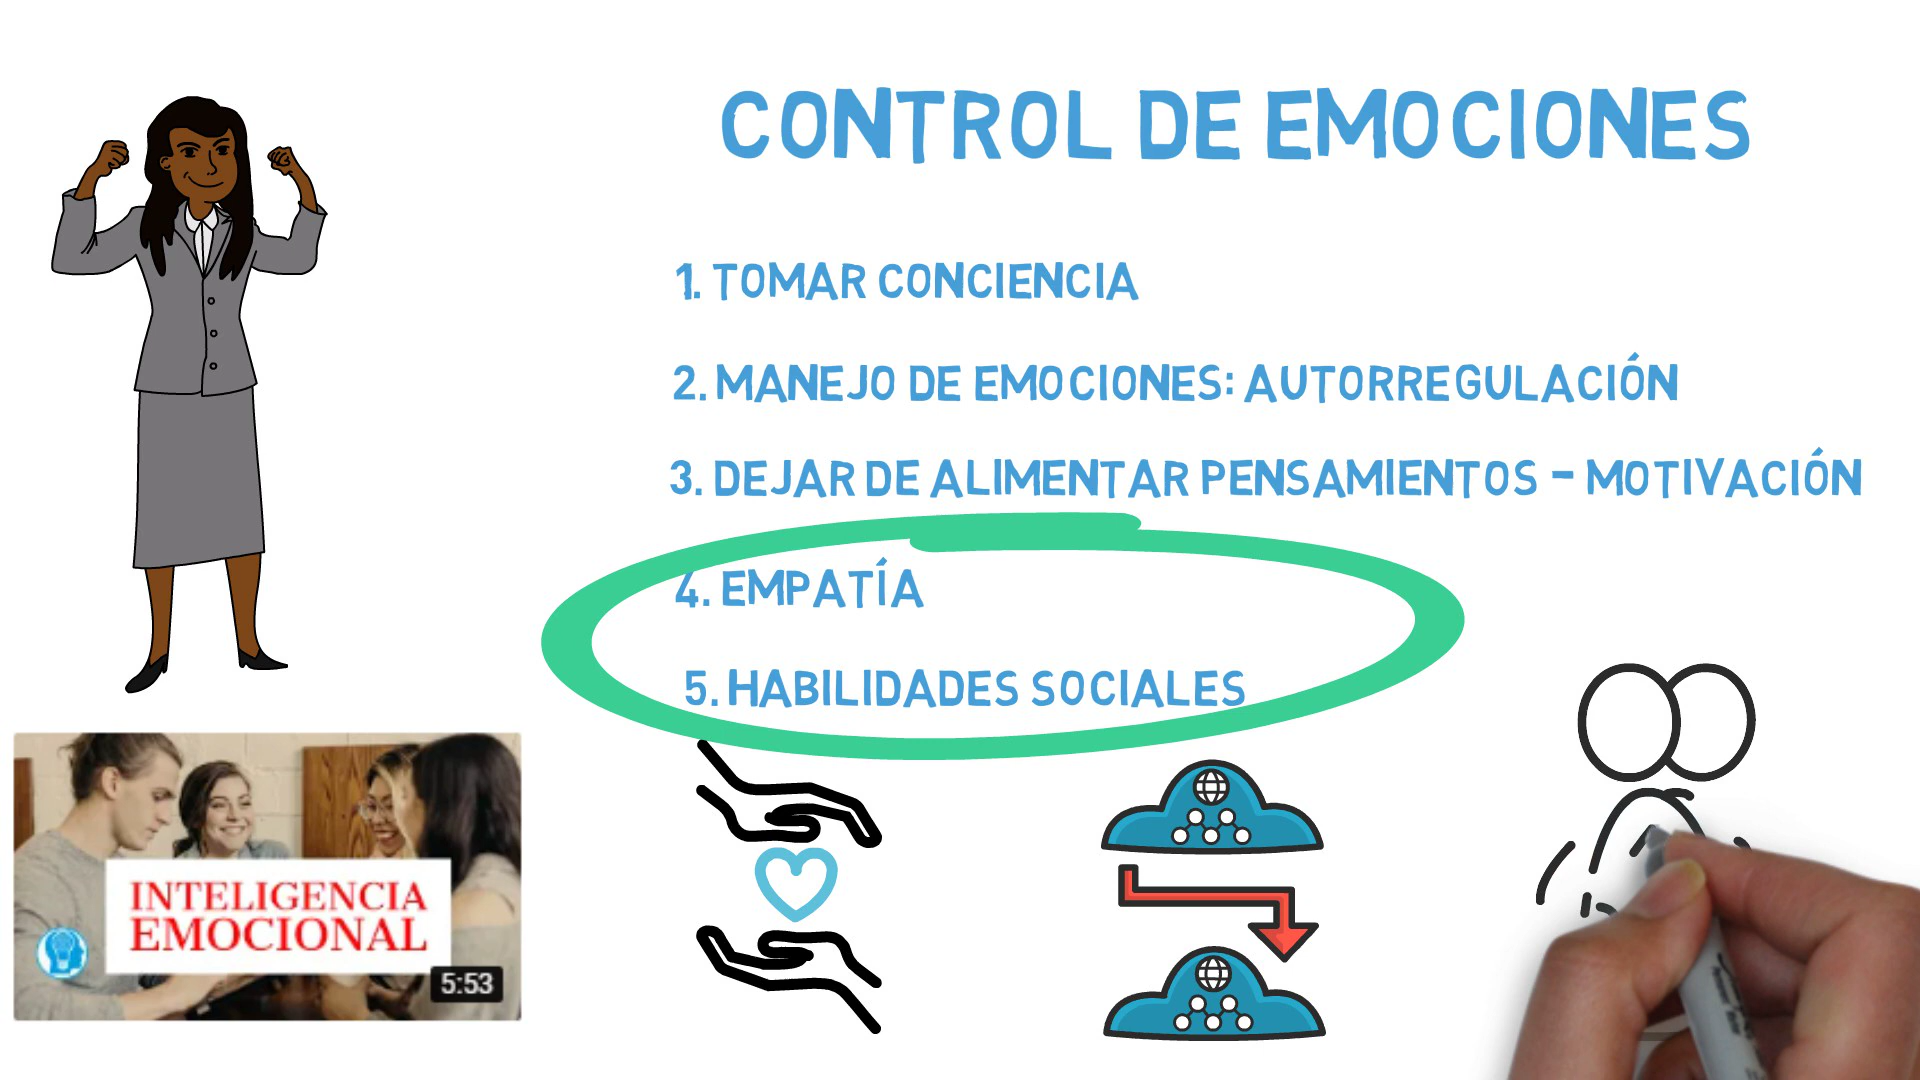 CONTROL DE EMOCIONES
1. TOMAR CONCIENCIA
2. MANEJO DE EMOCIONES: AUTORREGULACIÓN
3. DEJAR DE ALIMENTAR PENSAMIENTOS - MOTIVACIÓN
4. EMPATÍA
5. HABILIDADES SOCIALES
INTELIGENCIA
EMOCIONAL
5:53